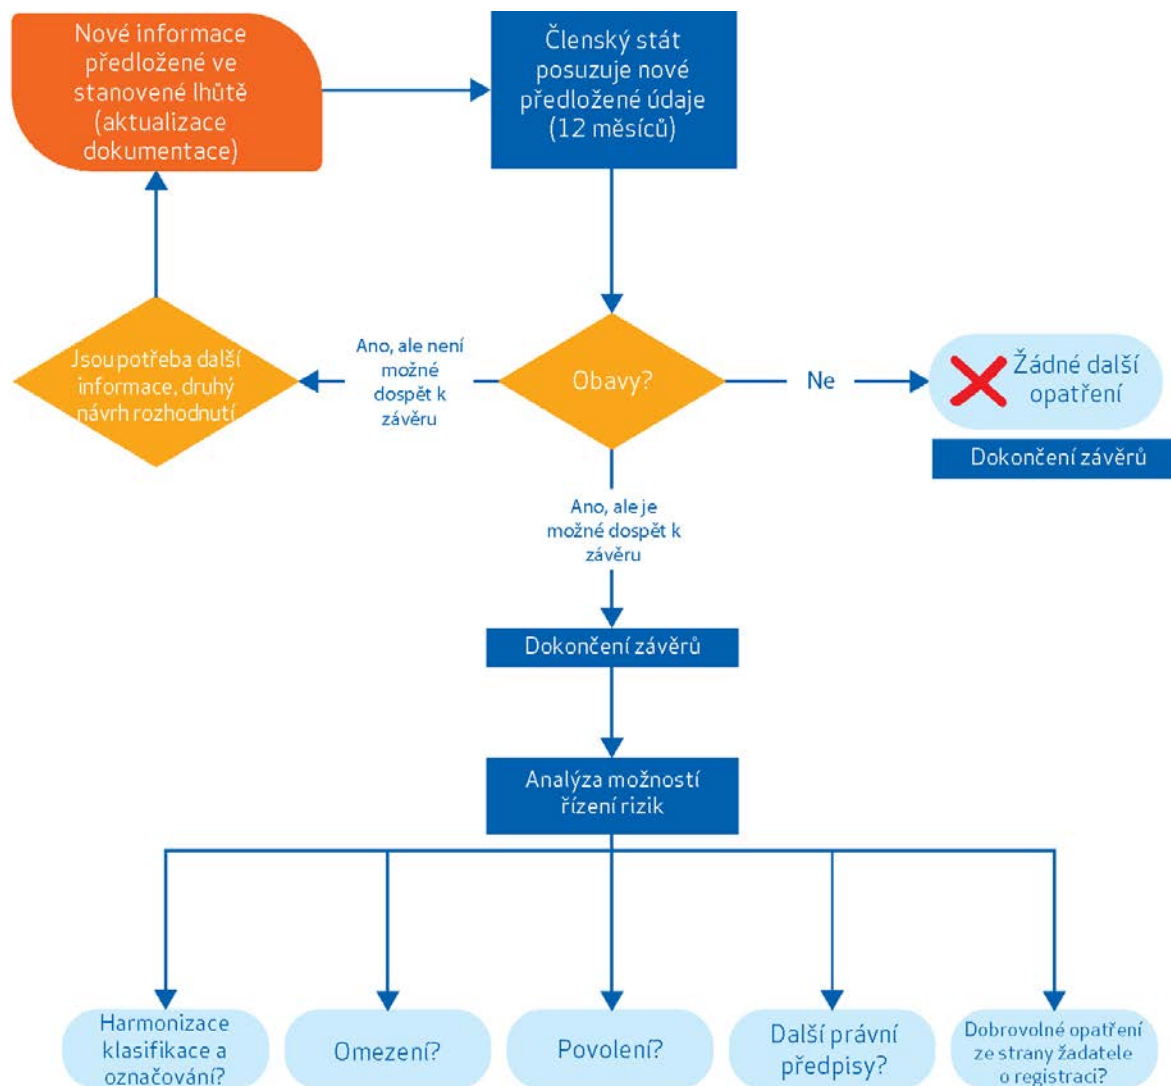 Nové informace
předložené ve
stanovené lhůtě
(aktualizace
dokumentace)
Členský stát
posuzuje nové
předložené údaje
(12 měsíců)
Jsou potřeba další
informace, druhý
návrh rozhodnutí
Ano, ale není
možné
dospět k
závěru
Obavy?
Ne
Žádné další
opatření
Dokončení závěrů
Ano, ale je
možné dospět k
závěru
Dokončení závěrů
Analýza možností
řízení rizik
Harmonizace
klasifikace a
označování?
Omezení?
Povolení?
Další právní
předpisy?
Dobrovolné opatření
ze strany žadatele
o registraci?